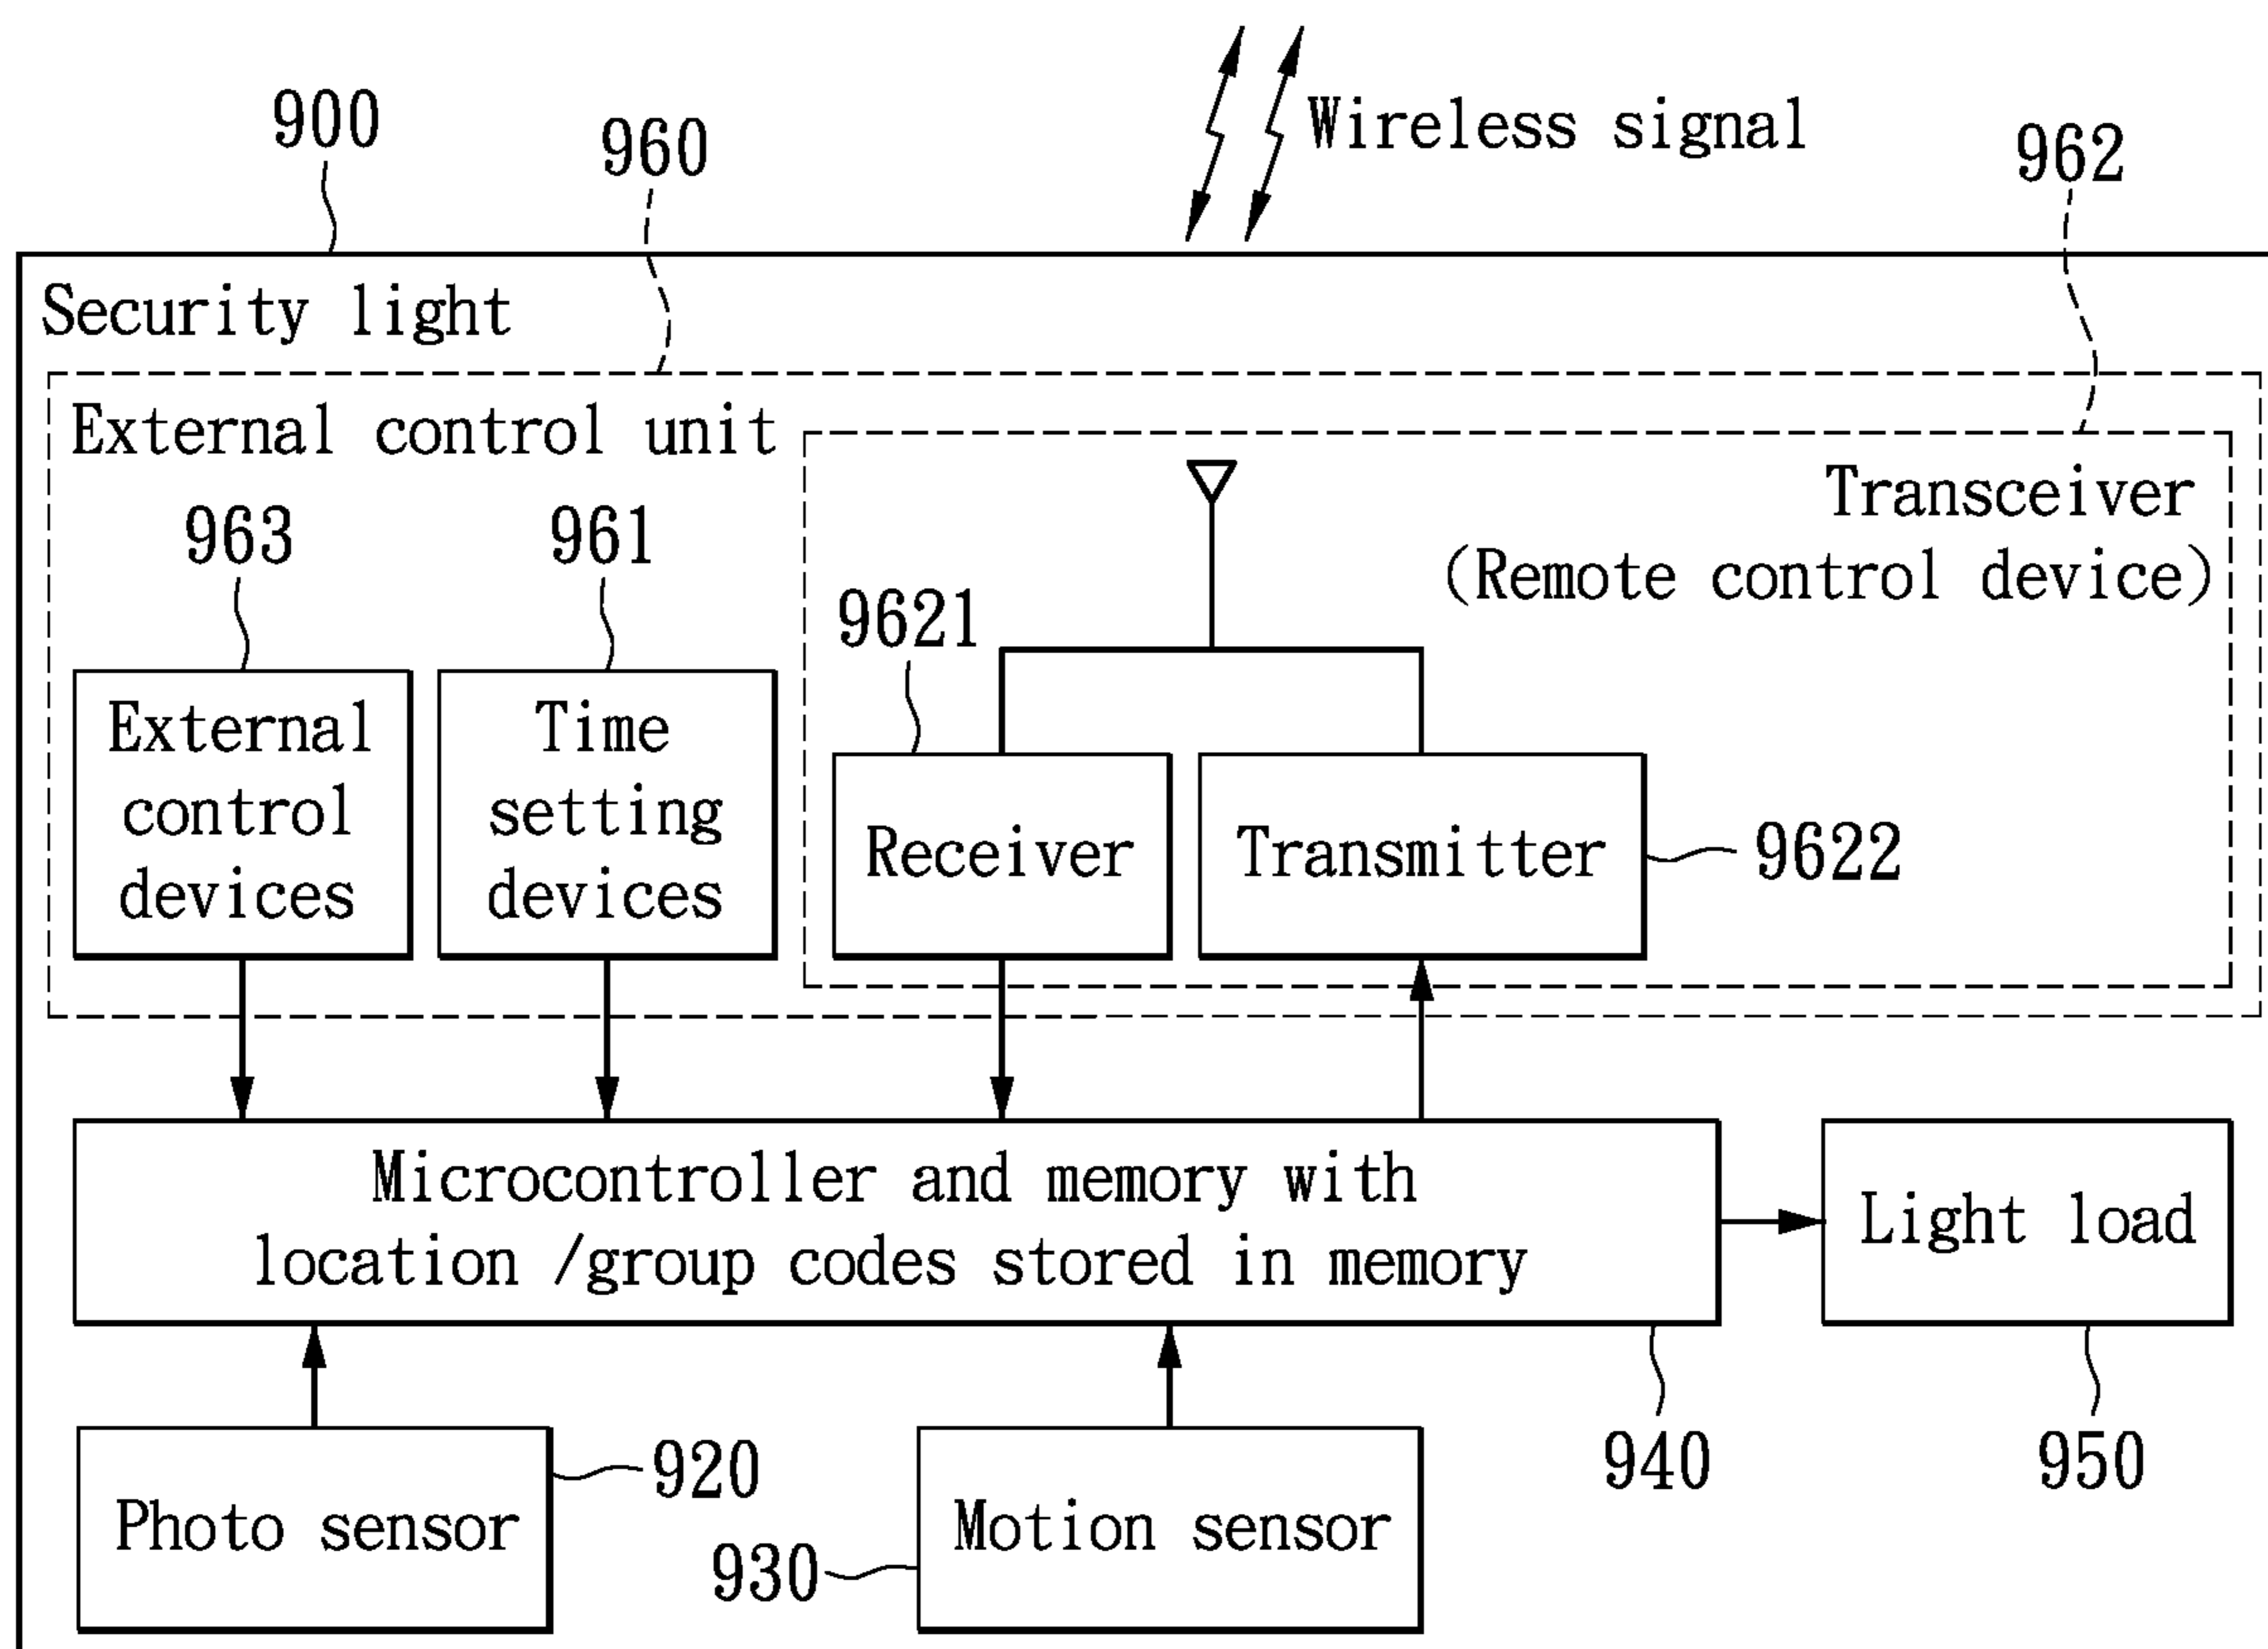 900
960
Wireless signal
962
Security light
External control unit
Transceiver
(Remote control device)
963
961
9621
External
control
devices
Time
setting
devices
Receiver
Transmitter
9622
Microcontroller and memory with
location /group codes stored in memory
Light load
Photo sensor
920
930
Motion sensor
940
950